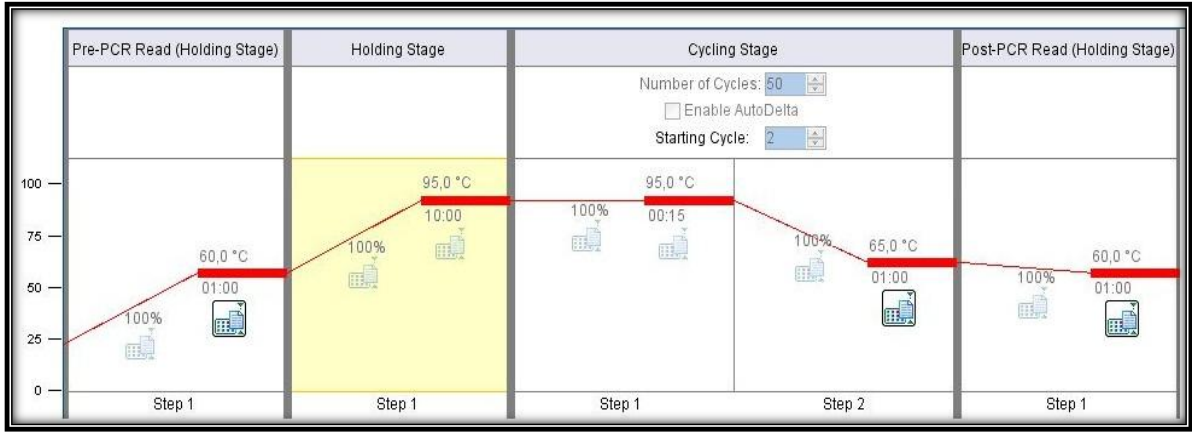 Pre-PCR Read (Holding Stage)
Holding Stage
Cycling Stage
Post-PCR Read (Holding Stage)
Number of Cycles: 50
Enable AutoDelta
Starting Cycle: 2
100
75
50
25
0
100%
60,0 °C
01:00
100%
95,0 °C
10:00
100%
95,0 °C
00:15
100%
65,0 °C
01:00
100%
60,0 °C
01:00
Step 1
Step 1
Step 1
Step 2
Step 1